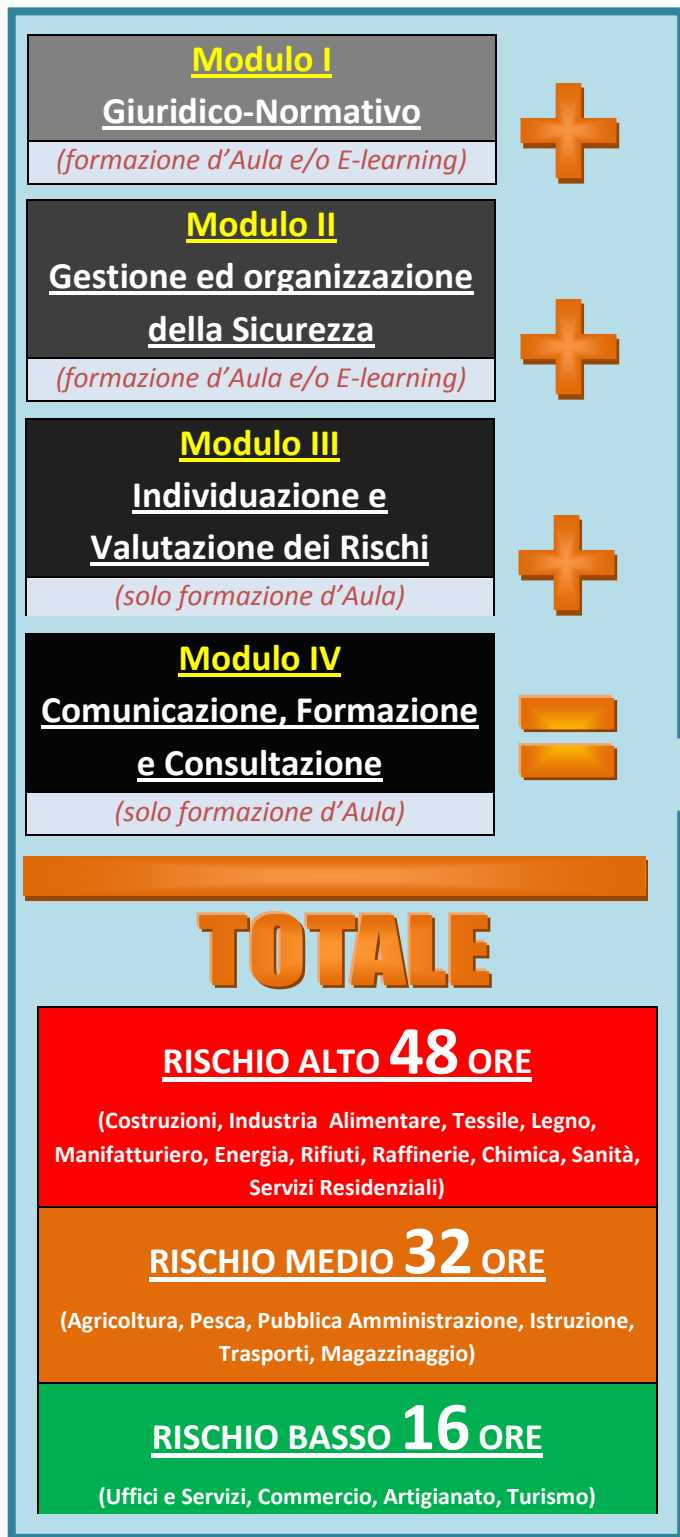 Modulo I
Giuridico-Normativo
(formazione d'Aula e/o E-learning)
Modulo II
Gestione ed organizzazione
della Sicurezza
(formazione d'Aula e/o E-learning)
Modulo III
Individuazione e
Valutazione dei Rischi
(solo formazione d'Aula)
Modulo IV
Comunicazione, Formazione
e Consultazione
(solo formazione d'Aula)
TOTALE
RISCHIO ALTO 48 ORE
(Costruzioni, Industria Alimentare, Tessile, Legno,
Manifatturiero, Energia, Rifiuti, Raffinerie, Chimica, Sanità,
Servizi Residenziali)
RISCHIO MEDIO 32 ORE
(Agricoltura, Pesca, Pubblica Amministrazione, Istruzione,
Trasporti, Magazzinaggio)
RISCHIO BASSO 16 ORE
(Uffici e Servizi, Commercio, Artigianato, Turismo)